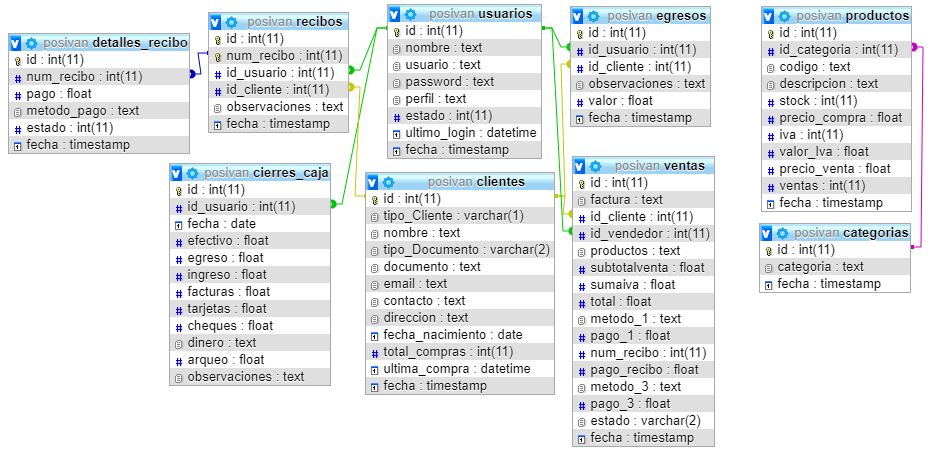 posivan detalles_recibo
id : int(11)
num_recibo : int(11)
pago : float
metodo_pago : text
estado : int(11)
fecha : timestamp
posivan recibos
id : int(11)
num_recibo : int(11)
id_usuario : int(11)
id_cliente : int(11)
observaciones : text
fecha : timestamp
posivan usuarios
id : int(11)
nombre : text
usuario : text
password : text
perfil : text
estado : int(11)
ultimo_login : datetime
fecha : timestamp
posivan egresos
id : int(11)
id_usuario : int(11)
id_cliente : int(11)
observaciones : text
valor : float
fecha : timestamp
posivan productos
id : int(11)
id_categoria : int(11)
codigo : text
descripcion : text
stock : int(11)
precio_compra : float
iva : int(11)
valor_Iva : float
precio_venta : float
ventas : int(11)
fecha : timestamp
posivan cierres_caja
id : int(11)
id_usuario : int(11)
fecha : date
efectivo : float
egreso : float
ingreso : float
facturas : float
tarjetas : float
cheques : float
dinero : text
arqueo : float
observaciones : text
posivan clientes
id : int(11)
tipo_Cliente : varchar(1)
nombre : text
tipo_Documento : varchar(2)
documento : text
email : text
contacto : text
direccion : text
fecha_nacimiento : date
total_compras : int(11)
ultima_compra : datetime
fecha : timestamp
posivan ventas
id : int(11)
factura : text
id_cliente : int(11)
id_vendedor : int(11)
productos : text
subtotalventa : float
sumaiva : float
total : float
metodo_1 : text
pago_1 : float
num_recibo : int(11)
pago_recibo : float
metodo_3 : text
pago_3 : float
estado : varchar(2)
fecha : timestamp
posivan categorias
id : int(11)
categoria : text
fecha : timestamp